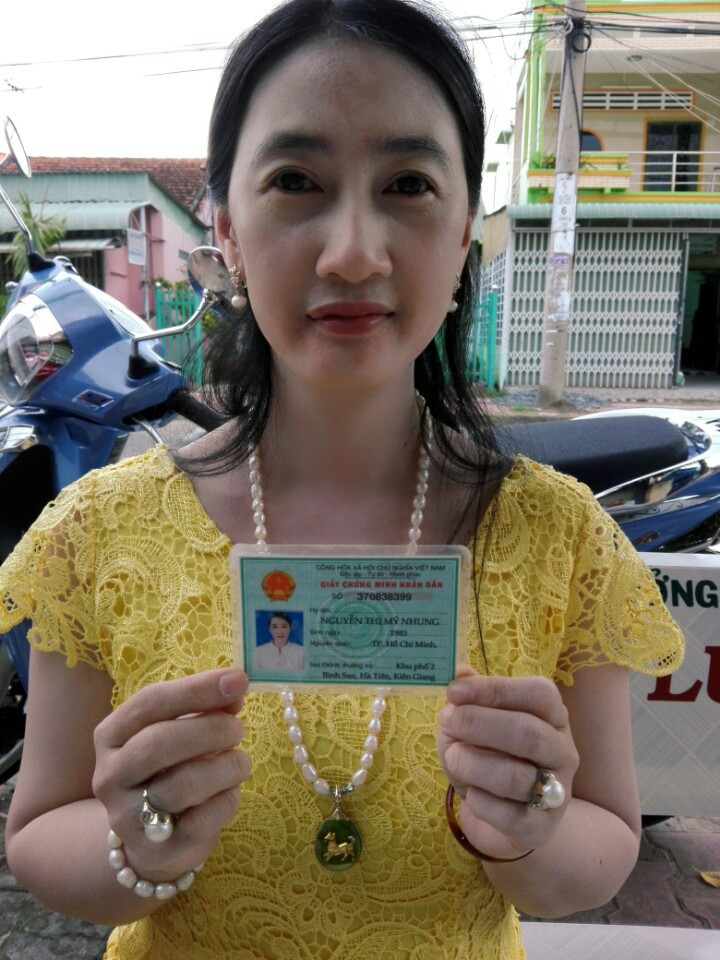 CỘNG HÒA XÃ HỘI CHỦ NGHĨA VIỆT NAM
Độc lập - Tự do - Hạnh phúc
GIẤY CHỨNG MINH NHÂN DÂN
SỐ 370838399
Họ tên
NGUYỄN THỊ MỸ NHUNG
Sinh ngày 1983
Nguyên quán TP. Hồ Chí Minh,
Nơi ĐKHK thường trú Khu phố 2
Bình San, Hà Tiên, Kiên Giang
ỞNG
LU
6